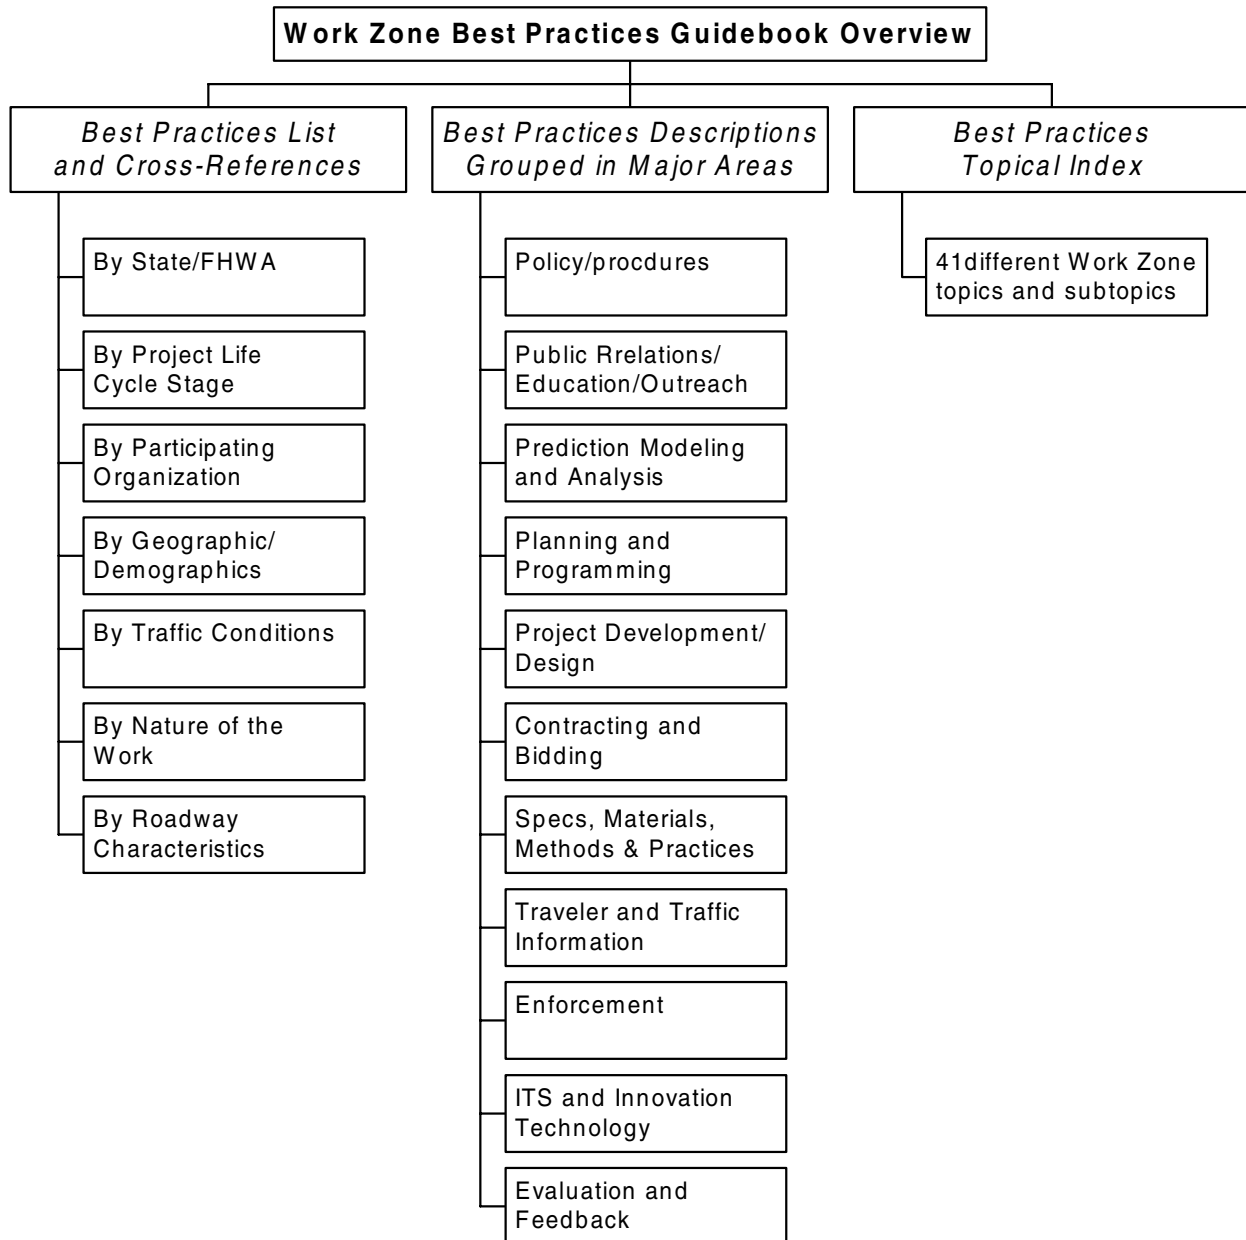 Work Zone Best Practices Guidebook Overview
Best Practices List
and Cross-References
By State/FHWA
By Project Life
Cycle Stage
By Participating
Organization
By Geographic/
Demographics
By Traffic Conditions
By Nature of the
Work
By Roadway
Characteristics
Best Practices Descriptions
Grouped in Major Areas
Policy/procdures
Public Rrelations/
Education/Outreach
Prediction Modeling
and Analysis
Planning and
Programming
Project Development/
Design
Contracting and
Bidding
Specs, Materials,
Methods & Practices
Traveler and Traffic
Information
Enforcement
ITS and Innovation
Technology
Evaluation and
Feedback
Best Practices
Topical Index
41different Work Zone
topics and subtopics